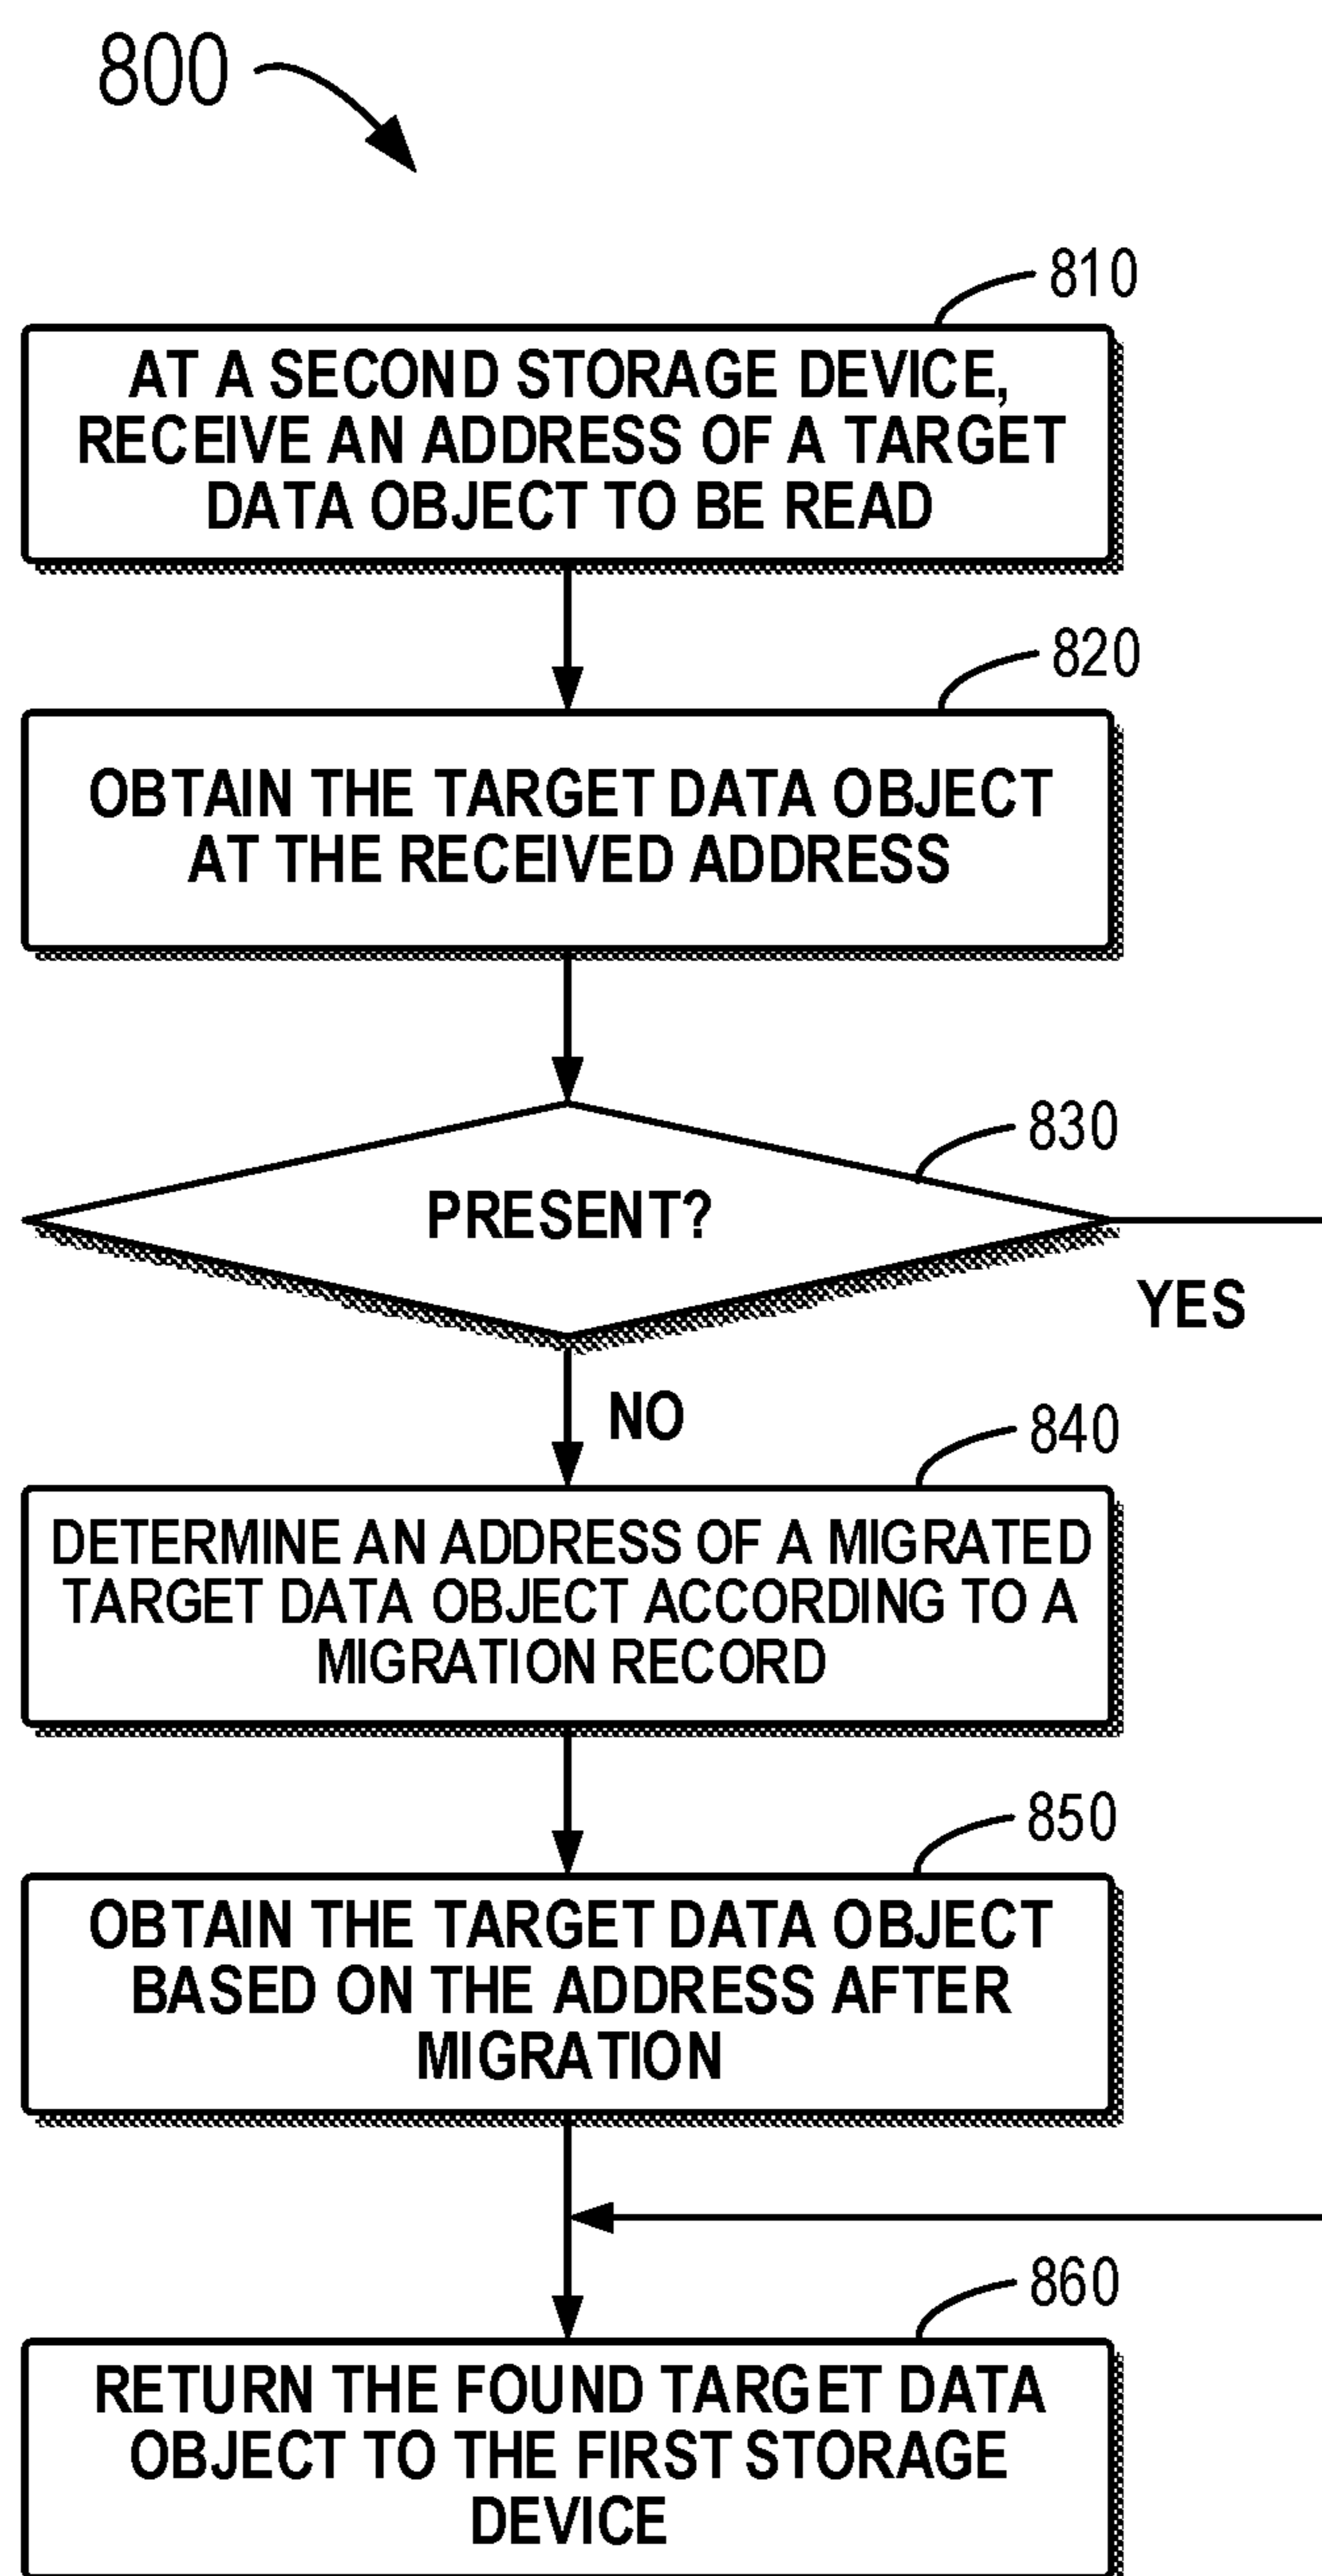 800
810
AT A SECOND STORAGE DEVICE,
RECEIVE AN ADDRESS OF A TARGET
DATA OBJECT TO BE READ
820
OBTAIN THE TARGET DATA OBJECT
AT THE RECEIVED ADDRESS
830
PRESENT?
YES
NO
840
DETERMINE AN ADDRESS OF A MIGRATED
TARGET DATA OBJECT ACCORDING TO A
MIGRATION RECORD
850
OBTAIN THE TARGET DATA OBJECT
BASED ON THE ADDRESS AFTER
MIGRATION
860
RETURN THE FOUND TARGET DATA
OBJECT TO THE FIRST STORAGE
DEVICE